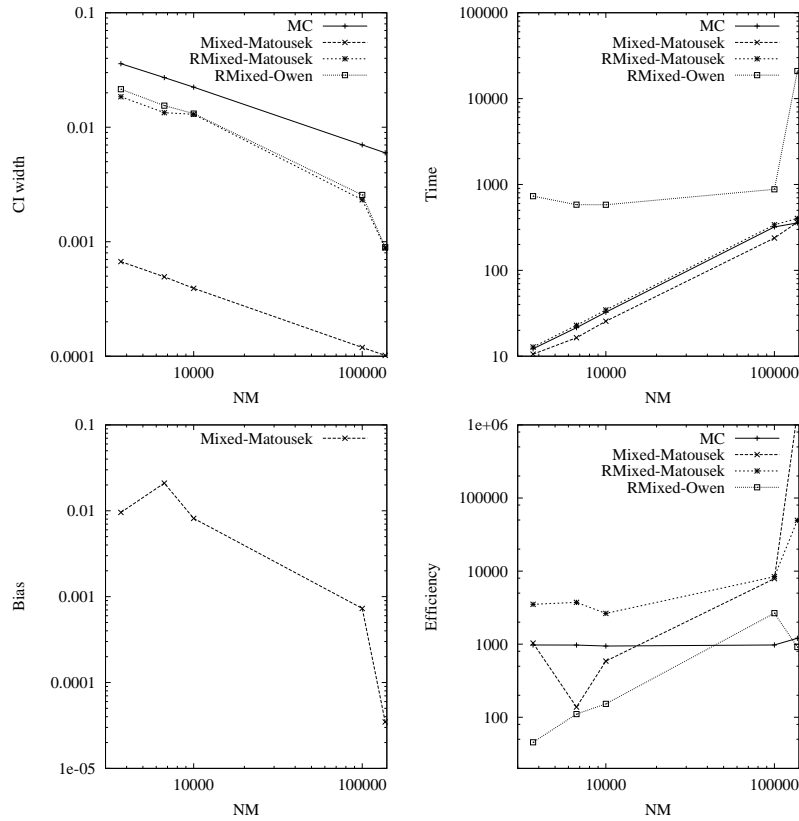 0.1
0.01
0.001
0.0001
10000
100000
CI width
NM
MC
Mixed-Matousek
RMixed-Matousek
RMixed-Owen
100000
10000
1000
100
10
10000
100000
Time
NM
MC
Mixed-Matousek
RMixed-Matousek
RMixed-Owen
0.1
0.01
0.001
0.0001
1e-05
10000
100000
Bias
NM
Mixed-Matousek
1e+06
100000
10000
1000
100
10000
100000
Efficiency
NM
MC
Mixed-Matousek
RMixed-Matousek
RMixed-Owen